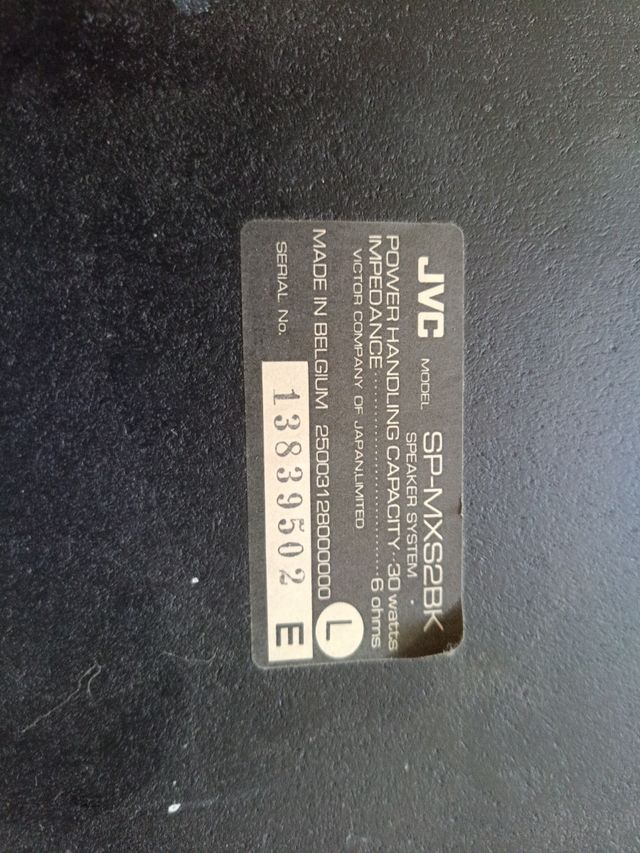 JVC MODEL SP-MXS2BK
SPEAKER SYSTEM
POWER HANDLING CAPACITY··30 watts
IMPEDANCE......................6 ohms
VICTOR COMPANY OF JAPAN,LIMITED
MADE IN BELGIUM 25003128000000 L
SERIAL No. 13839502 E